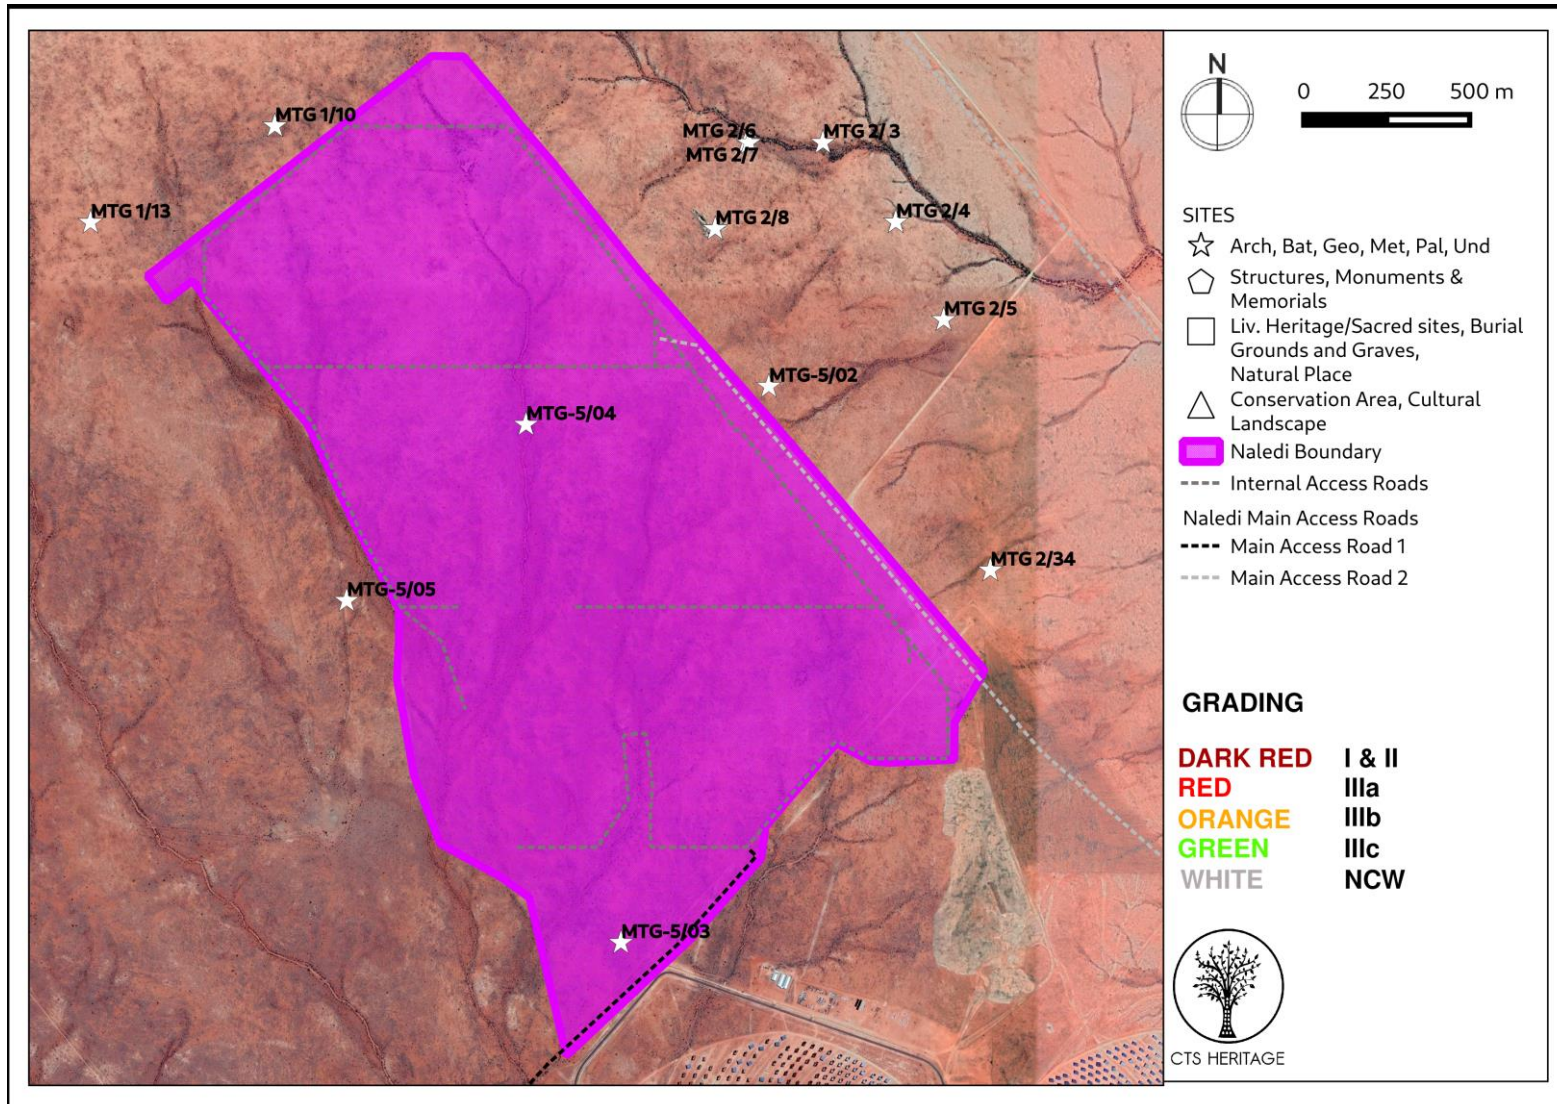 MTG 1/10
MTG 2/6
MTG 2/7
MTG 2/ 3
MTG 1/13
MTG 2/8
MTG 2/4
MTG 2/5
MTG-5/02
MTG-5/04
MTG 2/34
MTG-5/05
MTG-5/03
N
0 250 500 m
SITES
Arch, Bat, Geo, Met, Pal, Und
Structures, Monuments &
Memorials
Liv. Heritage/Sacred sites, Burial
Grounds and Graves,
Natural Place
Conservation Area, Cultural
Landscape
Naledi Boundary
Internal Access Roads
Naledi Main Access Roads
Main Access Road 1
Main Access Road 2
GRADING
DARK RED I & II
RED IIIa
ORANGE IIIb
GREEN IIIc
WHITE NCW
CTS HERITAGE